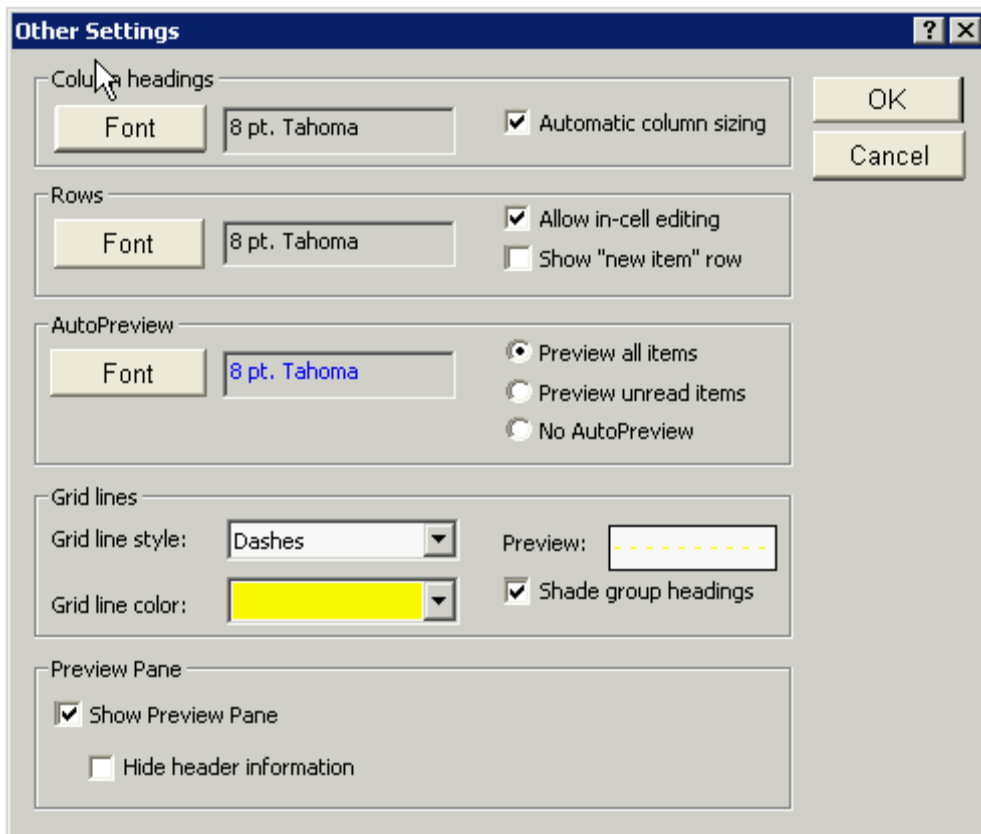 Other Settings
Column headings
Font
8 pt. Tahoma
Automatic column sizing
OK
Cancel
Rows
Font
8 pt. Tahoma
Allow in-cell editing
Show "new item" row
AutoPreview
Font
8 pt. Tahoma
Preview all items
Preview unread items
No AutoPreview
Grid lines
Grid line style:
Dashes
Preview:
Grid line color:
Shade group headings
Preview Pane
Show Preview Pane
Hide header information